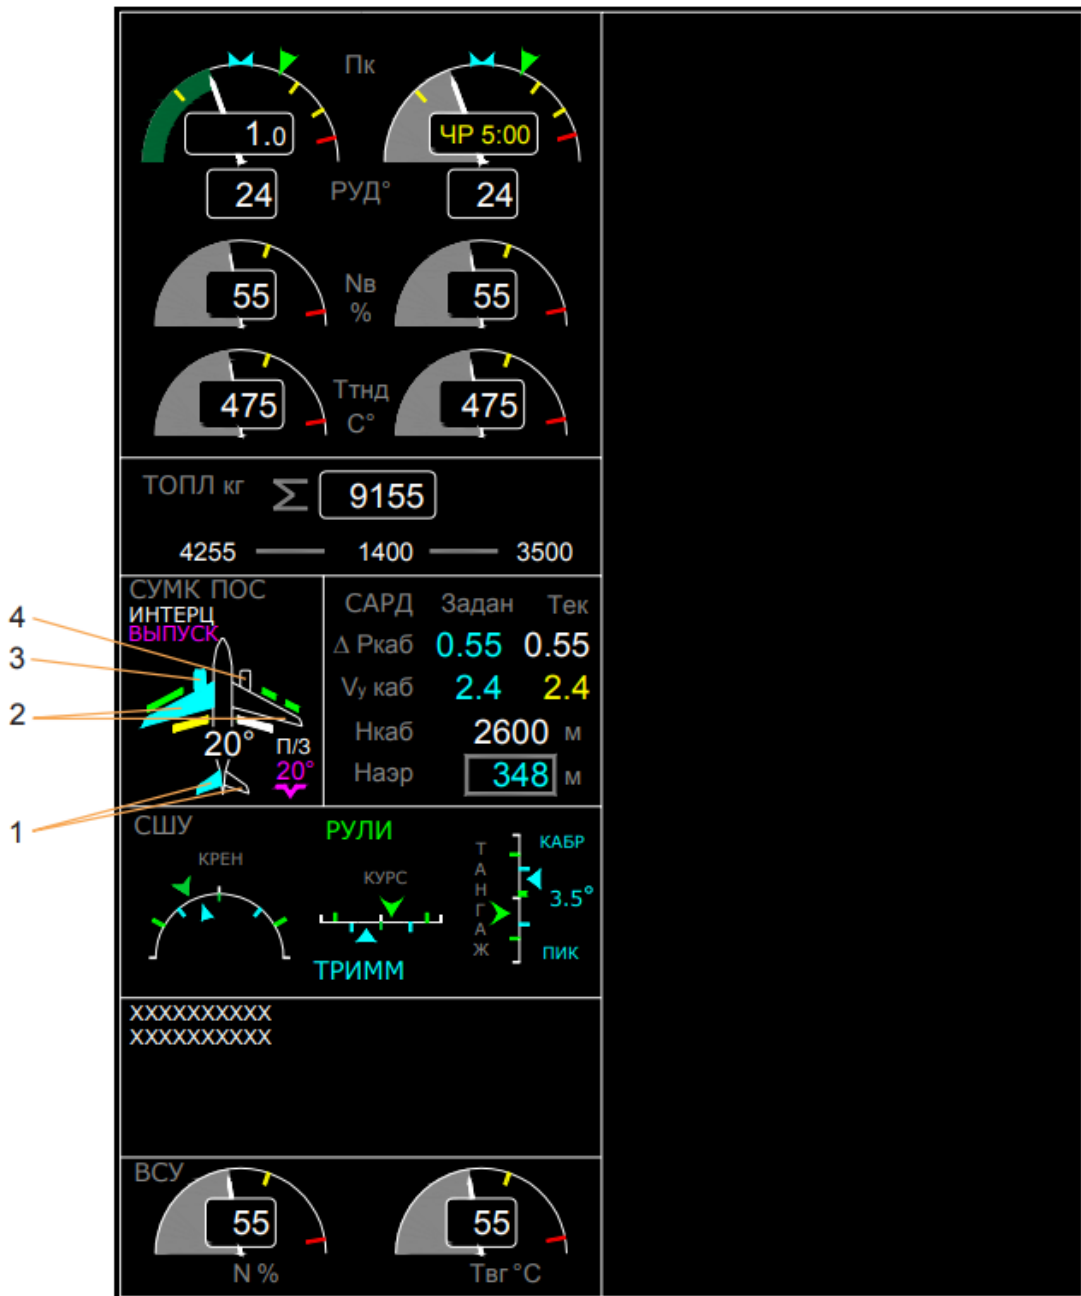 Пк
1.0 ЧР 5:00
24 РУД° 24
55 Nв % 55
475 Tтнд C° 475
ТОПЛ кг Σ 9155
4255 1400 3500
СУМК ПОС
ИНТЕРЦ
ВЫПУСК
4
3
2
1
20°
П/З
20°
САРД Задан Тек
Δ Ркаб 0.55 0.55
Vу каб 2.4 2.4
Нкаб 2600 м
Наэр 348 м
СШУ
КРЕН
РУЛИ
КУРС
ТРИММ
ТАНГАЖ
КАБР
3.5°
ПИК
XXXXXXXXXX
XXXXXXXXXX
ВСУ
55 55
N % Твг °C